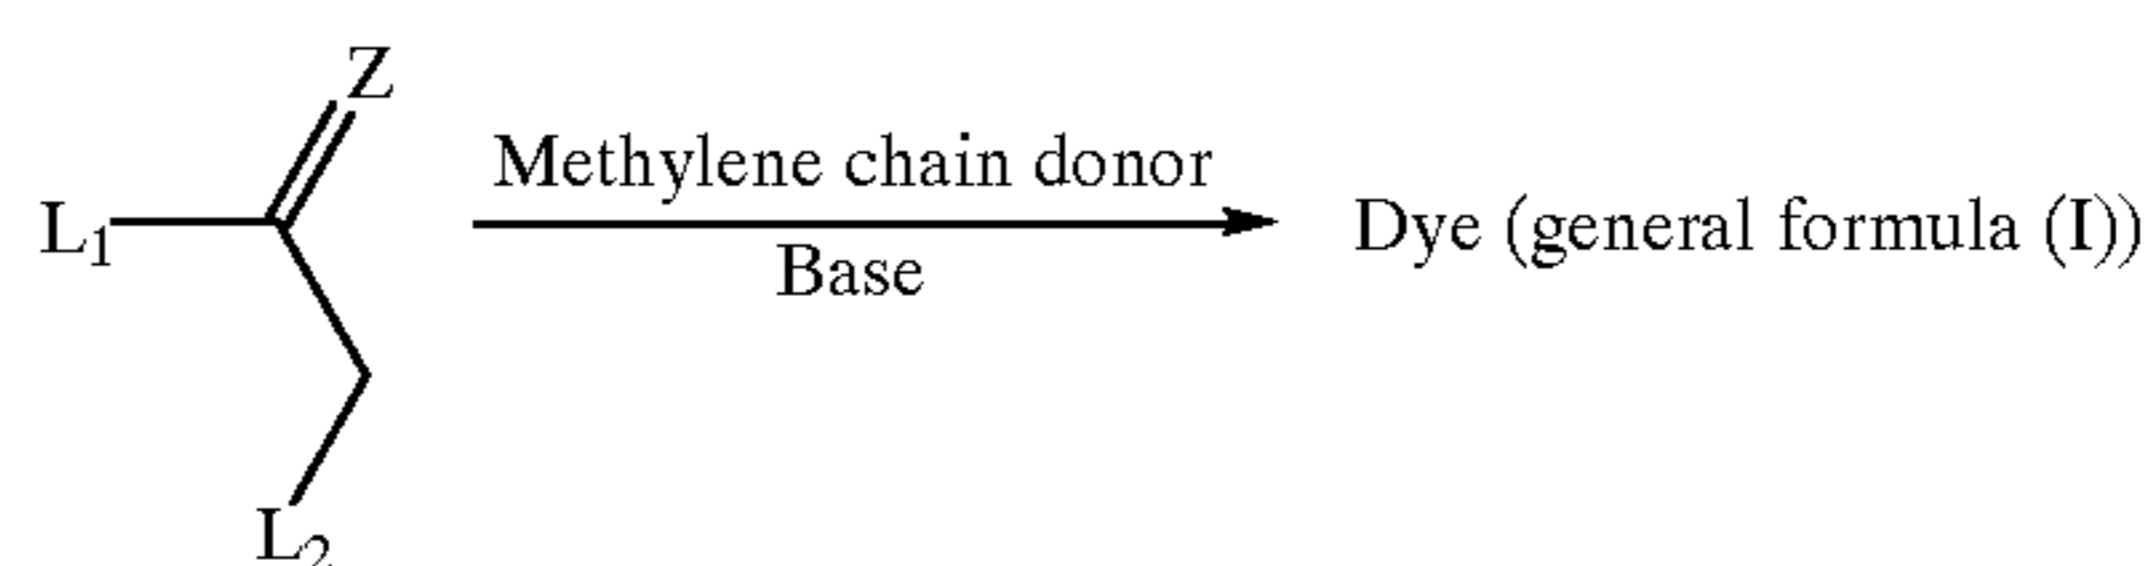 Z
Methylene chain donor
L1
Base
Dye (general formula (I))
L2